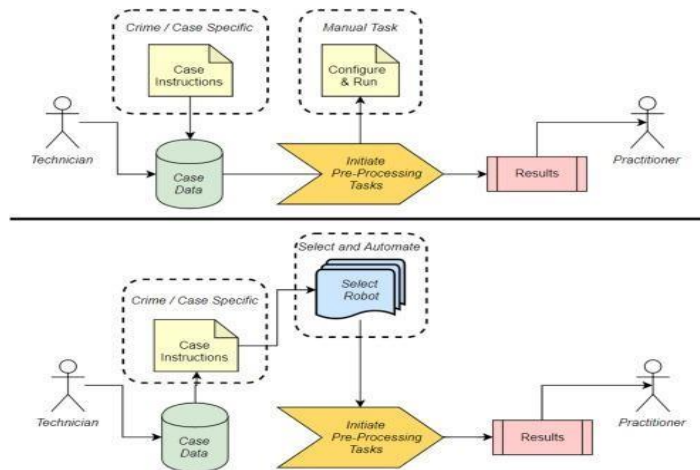 Crime / Case Specific
Manual Task
Case
Instructions
Configure
& Run
Technician
Case
Data
Initiate
Pre-Processing
Tasks
Results
Practitioner
Select and Automate
Select
Robot
Crime / Case Specific
Case
Instructions
Technician
Case
Data
Initiate
Pre-Processing
Tasks
Results
Practitioner